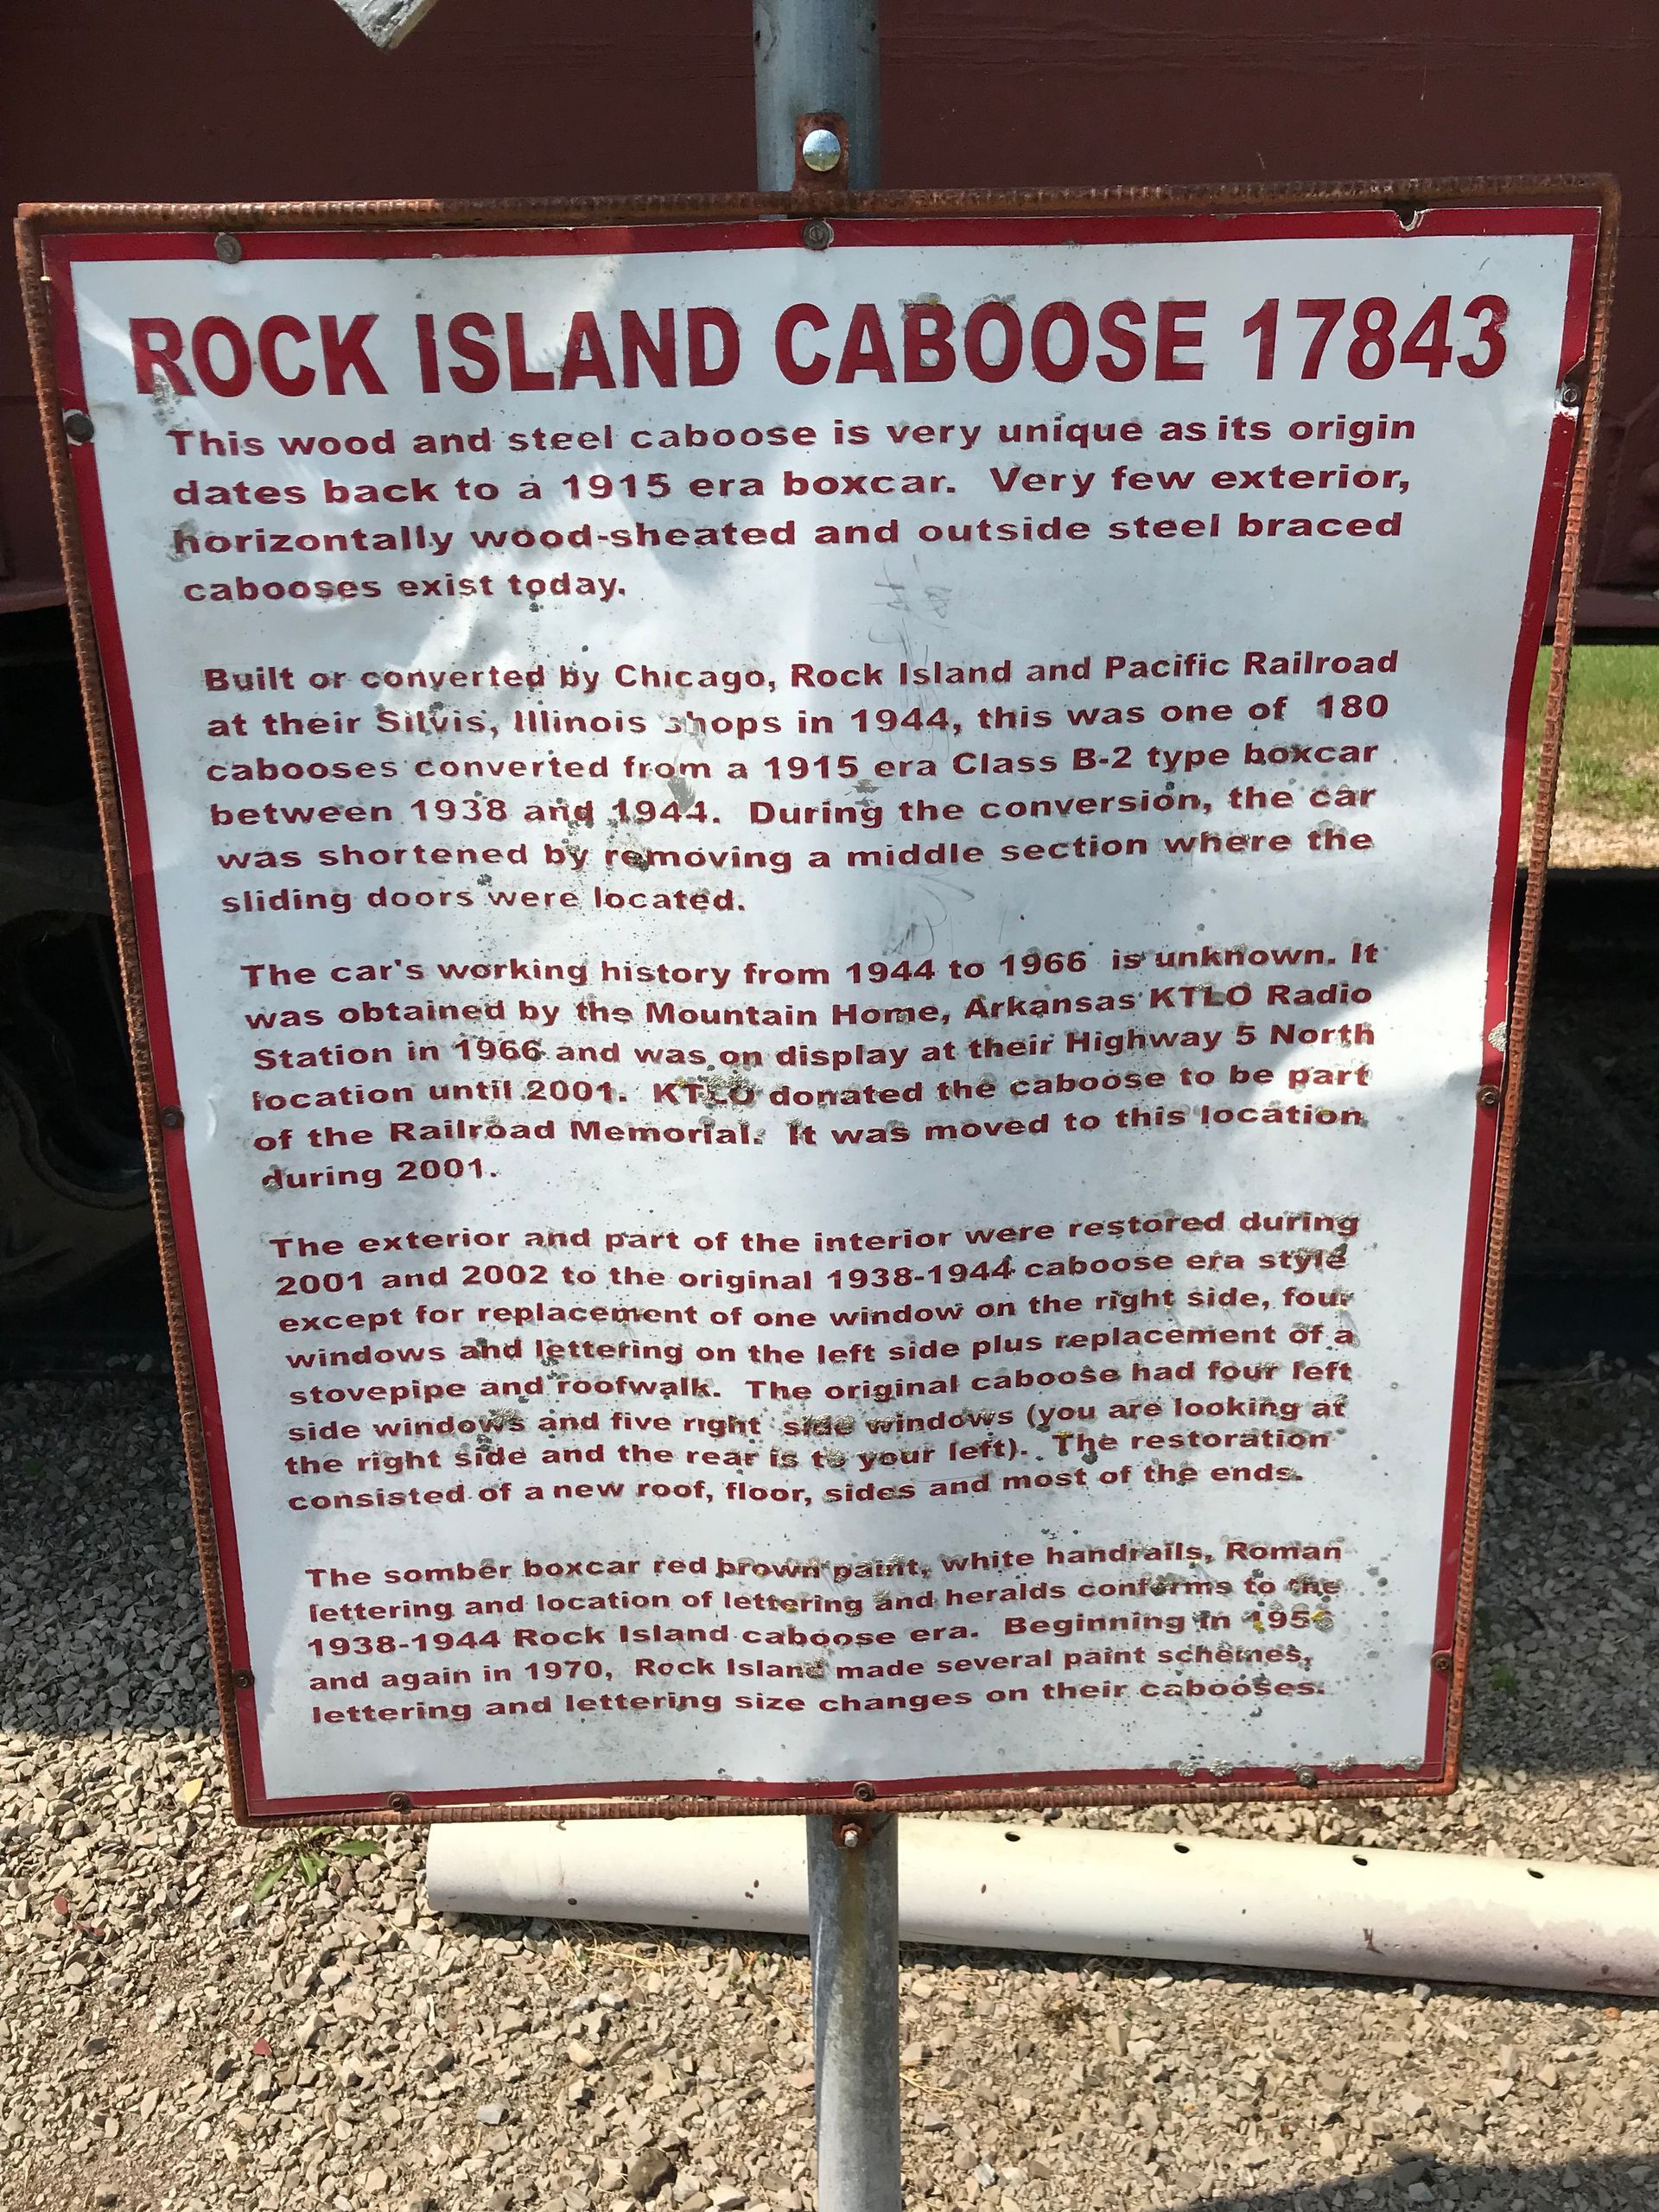 ROCK ISLAND CABOOSE 17843
This wood and steel caboose is very unique as its origin
dates back to a 1915 era boxcar. Very few exterior,
horizontally wood-sheated and outside steel braced
cabooses exist today.
Built or converted by Chicago, Rock Island and Pacific Railroad
at their Silvis, Illinois shops in 1944, this was one of 180
cabooses converted from a 1915 era Class B-2 type boxcar
between 1938 and 1944. During the conversion, the car
was shortened by removing a middle section where the
sliding doors were located.
The car's working history from 1944 to 1966 is unknown. It
was obtained by the Mountain Home, Arkansas KTLO Radio
Station in 1966 and was on display at their Highway 5 North
location until 2001. KTLO donated the caboose to be part
of the Railroad Memorial. It was moved to this location
during 2001.
The exterior and part of the interior were restored during
2001 and 2002 to the original 1938-1944 caboose era style
except for replacement of one window on the right side, four
windows and lettering on the left side plus replacement of a
stovepipe and roofwalk. The original caboose had four left
side windows and five right side windows (you are looking at
the right side and the rear is to your left). The restoration
consisted of a new roof, floor, sides and most of the ends.
The somber boxcar red brown paint, white handrails, Roman
lettering and location of lettering and heralds conforms to the
1938-1944 Rock Island caboose era. Beginning in
and again in 1970, Rock Island made several paint schemes,
lettering and lettering size changes on their cabooses.